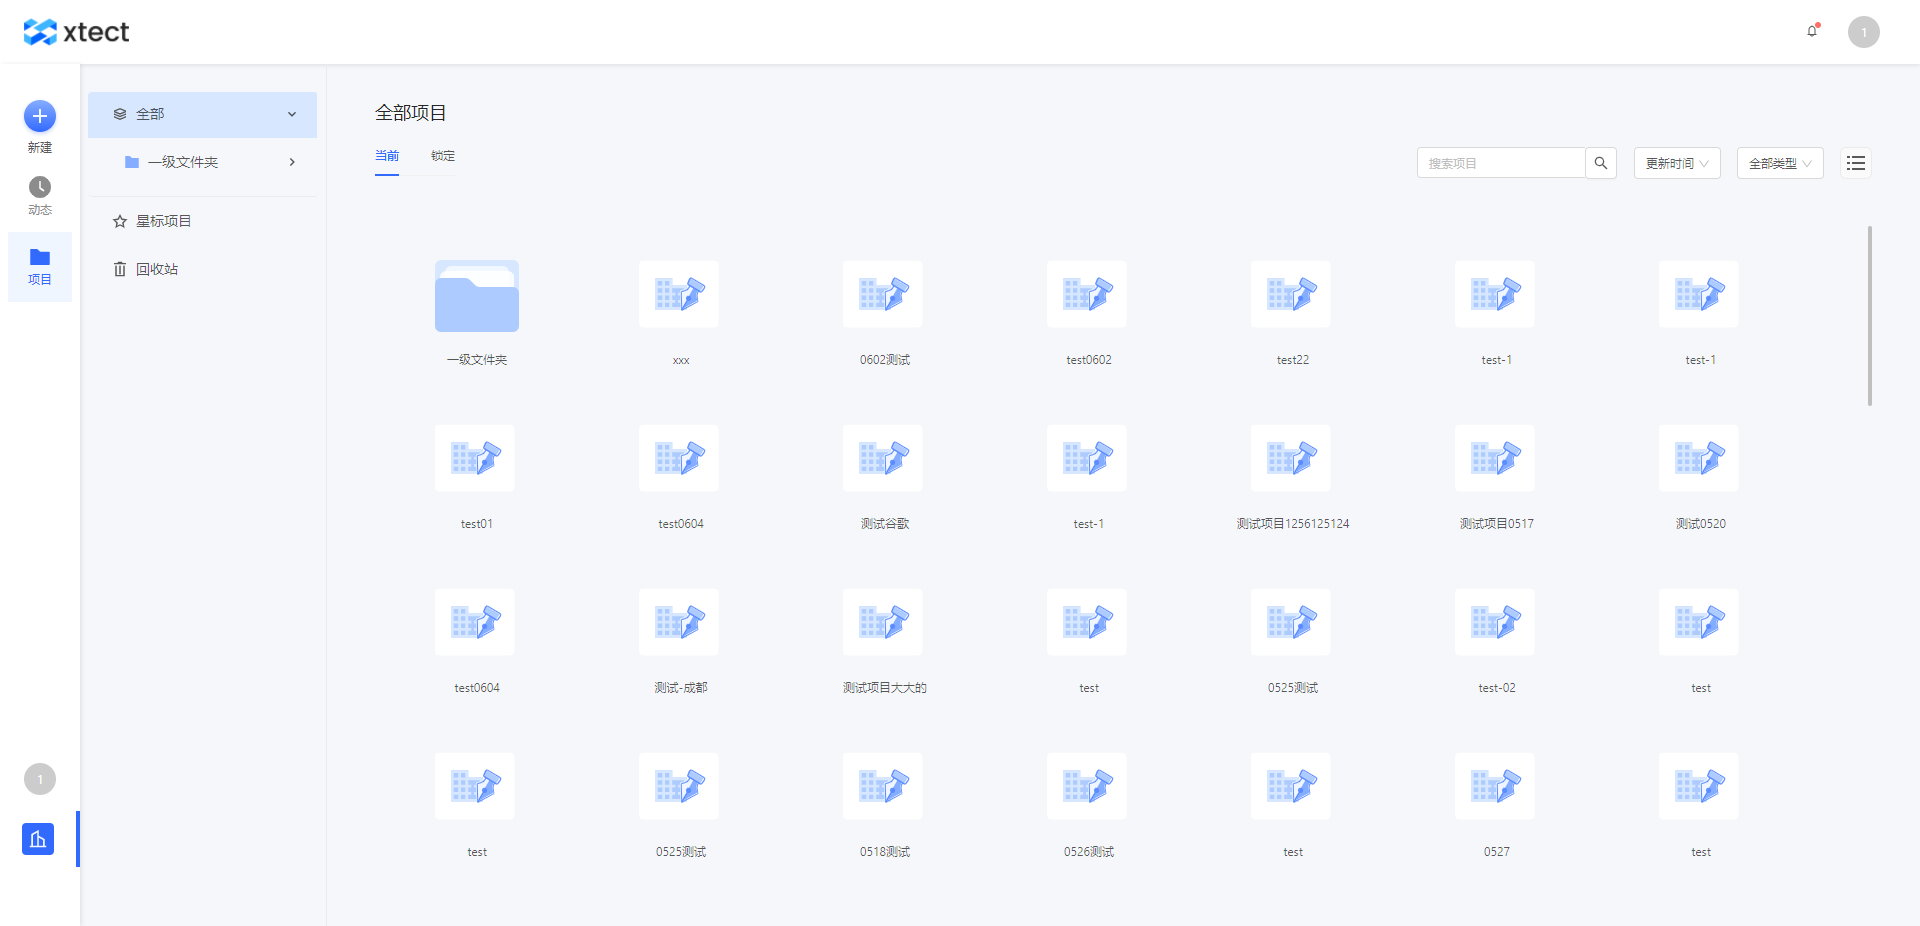 xtect
1
新建
动态
项目
1
全部
一级文件夹
星标项目
回收站
全部项目
当前 锁定
搜索项目 更新时间 全部类型
一级文件夹 xxx 0602测试 test0602 test22 test-1 test-1
test01 test0604 测试谷歌 test-1 测试项目1256125124 测试项目0517 测试0520
test0604 测试-成都 测试项目大大的 test 0525测试 test-02 test
test 0525测试 0518测试 0526测试 test 0527 test